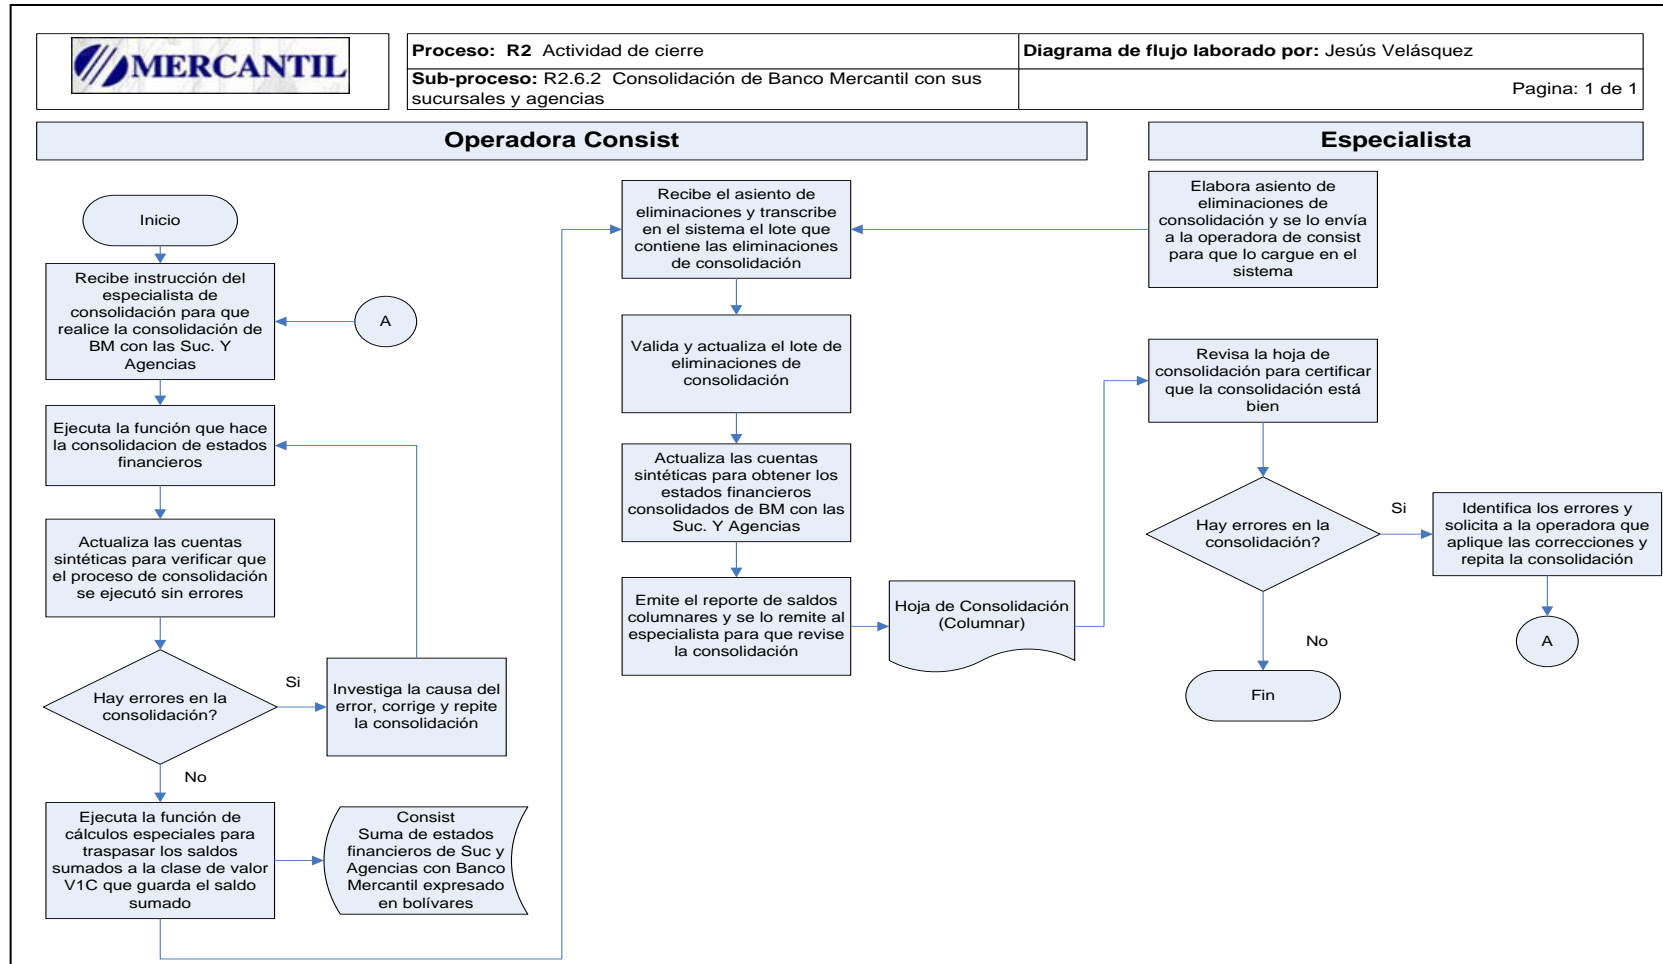 MERCANTIL
Proceso: R2 Actividad de cierre
Diagrama de flujo laborado por: Jesús Velásquez
Sub-proceso: R2.6.2 Consolidación de Banco Mercantil con sus
sucursales y agencias
Pagina: 1 de 1
Operadora Consist
Especialista
Inicio
Recibe instrucción del
especialista de
consolidación para que
realice la consolidación de
BM con las Suc. Y
Agencias
A
Ejecuta la función que hace
la consolidacion de estados
financieros
Actualiza las cuentas
sintéticas para verificar que
el proceso de consolidación
se ejecutó sin errores
Hay errores en la
consolidación?
Si
Investiga la causa del
error, corrige y repite
la consolidación
No
Ejecuta la función de
cálculos especiales para
traspasar los saldos
sumados a la clase de valor
V1C que guarda el saldo
sumado
Consist
Suma de estados
financieros de Suc y
Agencias con Banco
Mercantil expresado
en bolívares
Recibe el asiento de
eliminaciones y transcribe
en el sistema el lote que
contiene las eliminaciones
de consolidación
Valida y actualiza el lote de
eliminaciones de
consolidación
Actualiza las cuentas
sintéticas para obtener los
estados financieros
consolidados de BM con las
Suc. Y Agencias
Emite el reporte de saldos
columnares y se lo remite al
especialista para que revise
la consolidación
Hoja de Consolidación
(Columnar)
Elabora asiento de
eliminaciones de
consolidación y se lo envía
a la operadora de consist
para que lo cargue en el
sistema
Revisa la hoja de
consolidación para certificar
que la consolidación está
bien
Hay errores en la
consolidación?
Si
Identifica los errores y
solicita a la operadora que
aplique las correcciones y
repita la consolidación
A
No
Fin